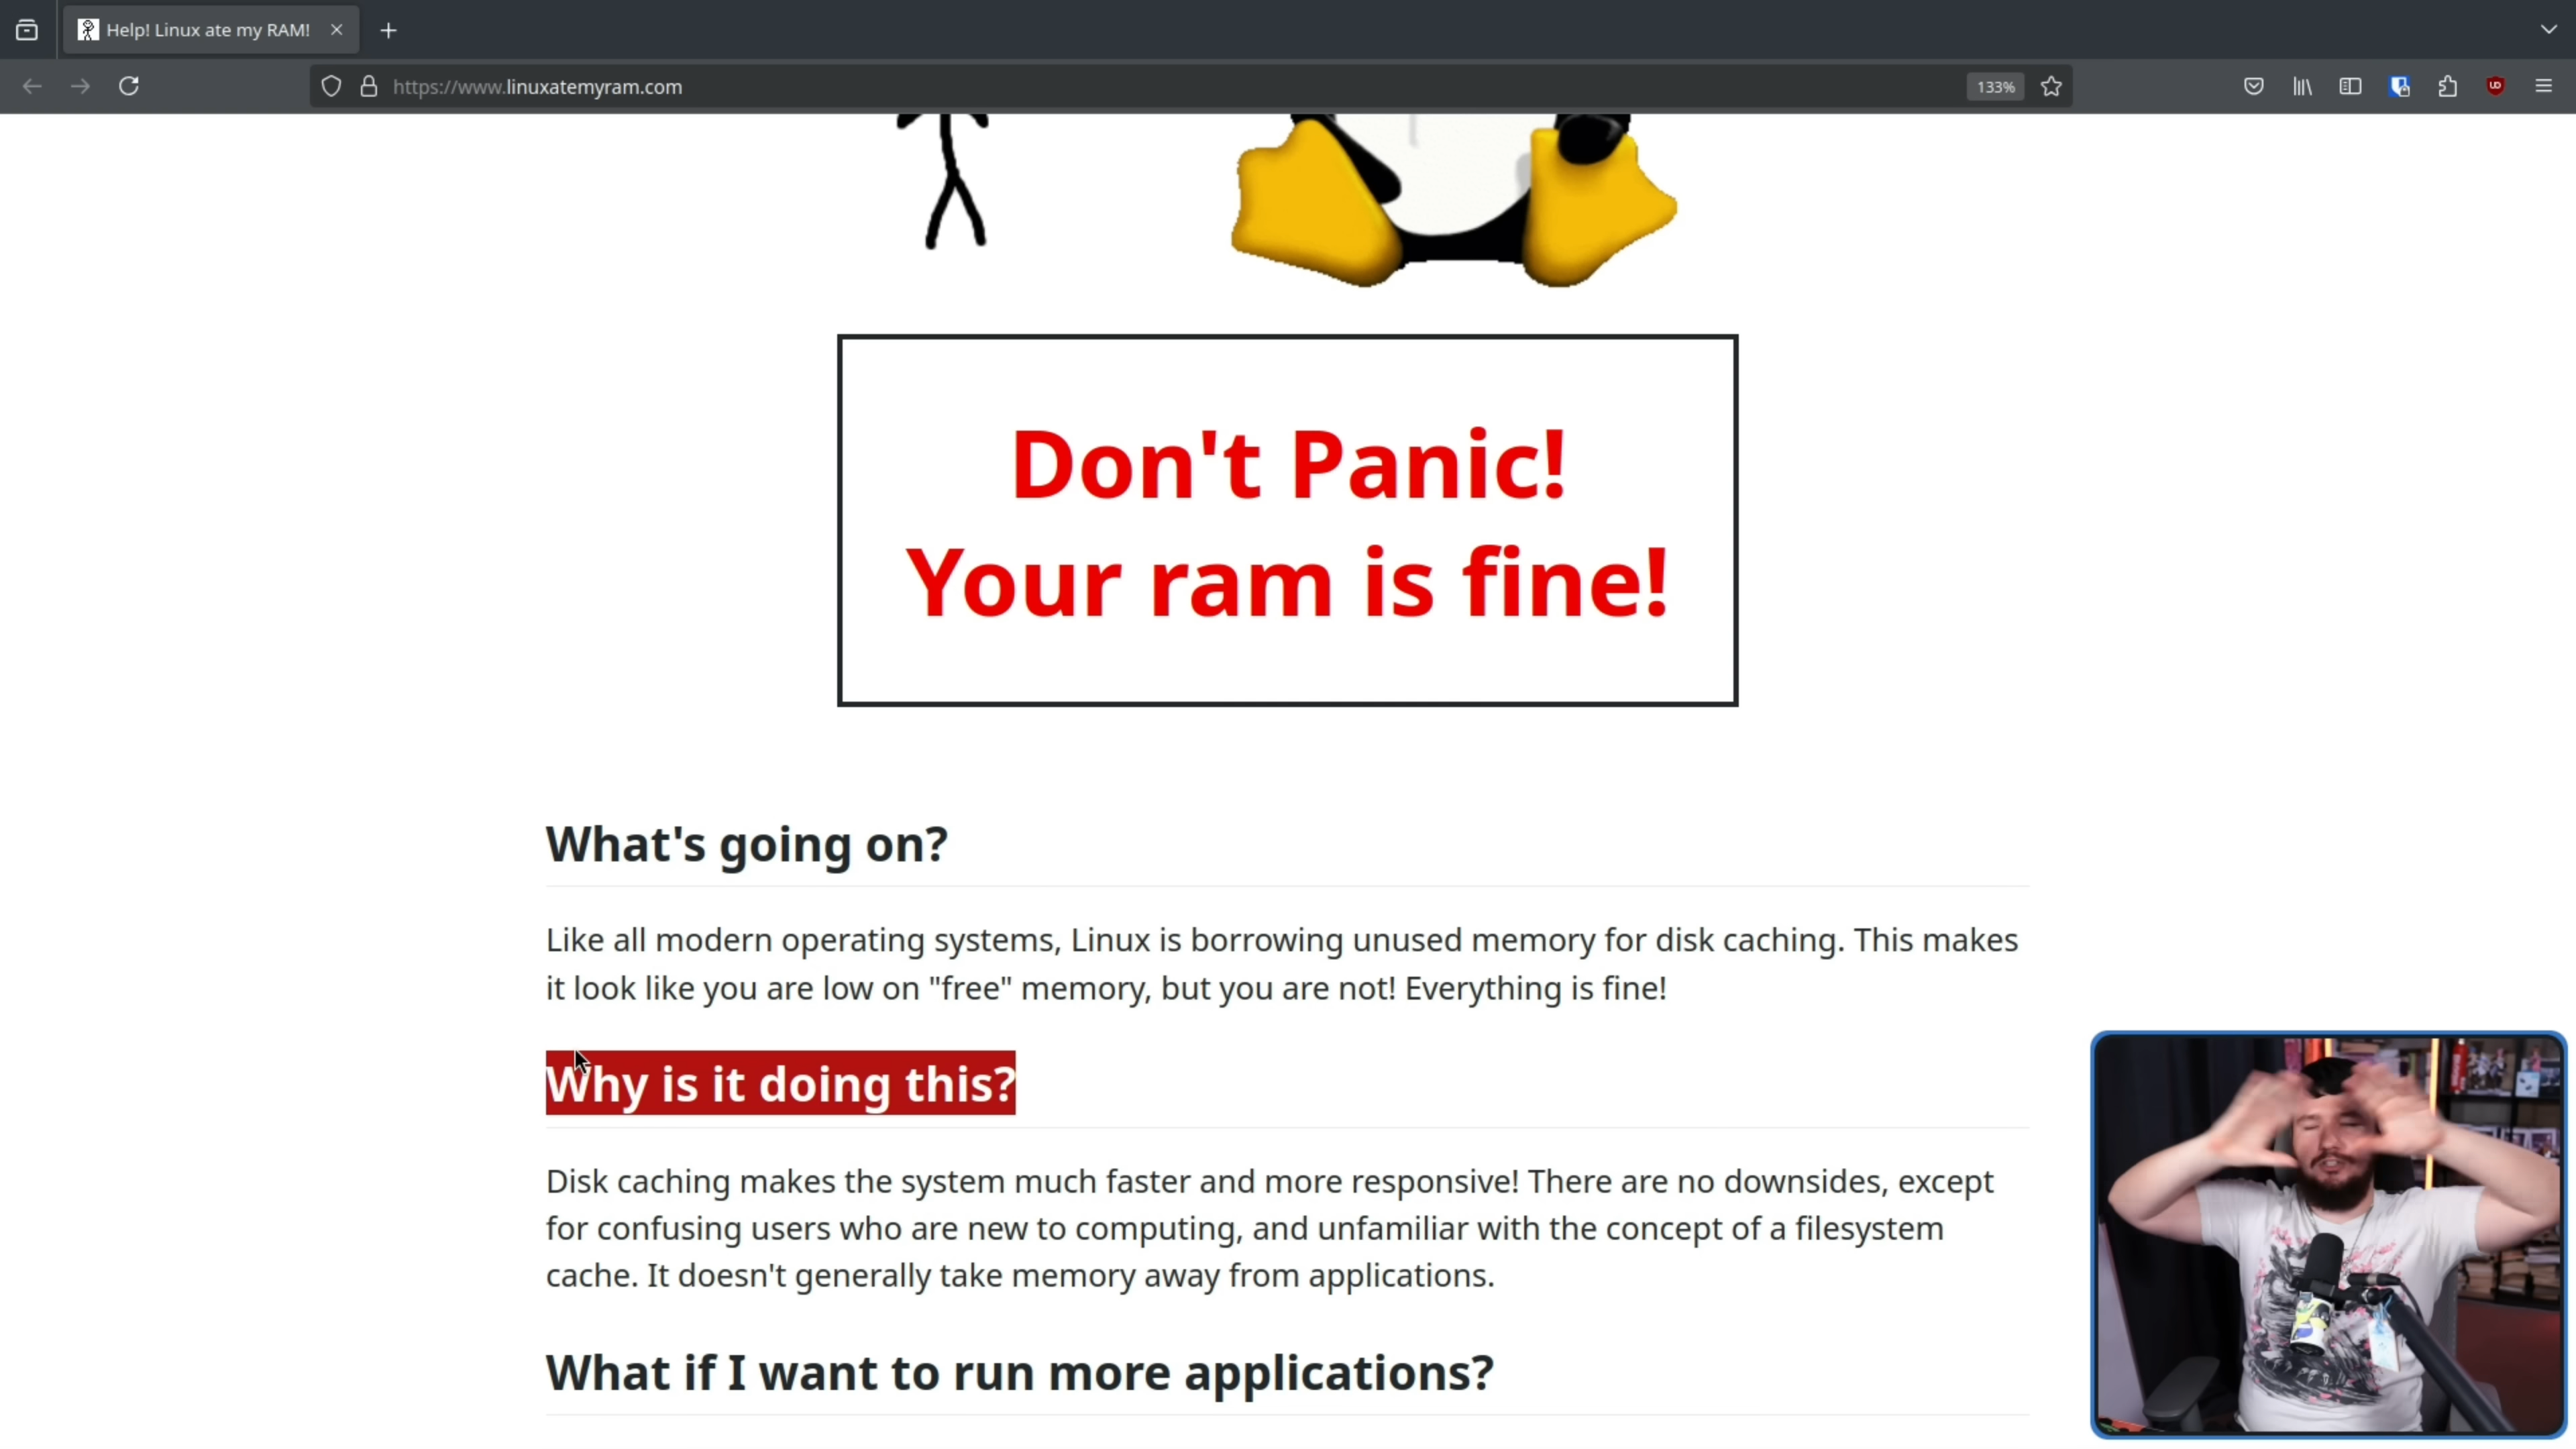 Help! Linux ate my RAM!
https://www.linuxatemyram.com
133%
Don't Panic!
Your ram is fine!
What's going on?
Like all modern operating systems, Linux is borrowing unused memory for disk caching. This makes
it look like you are low on "free" memory, but you are not! Everything is fine!
Why is it doing this?
Disk caching makes the system much faster and more responsive! There are no downsides, except
for confusing users who are new to computing, and unfamiliar with the concept of a filesystem
cache. It doesn't generally take memory away from applications.
What if I want to run more applications?